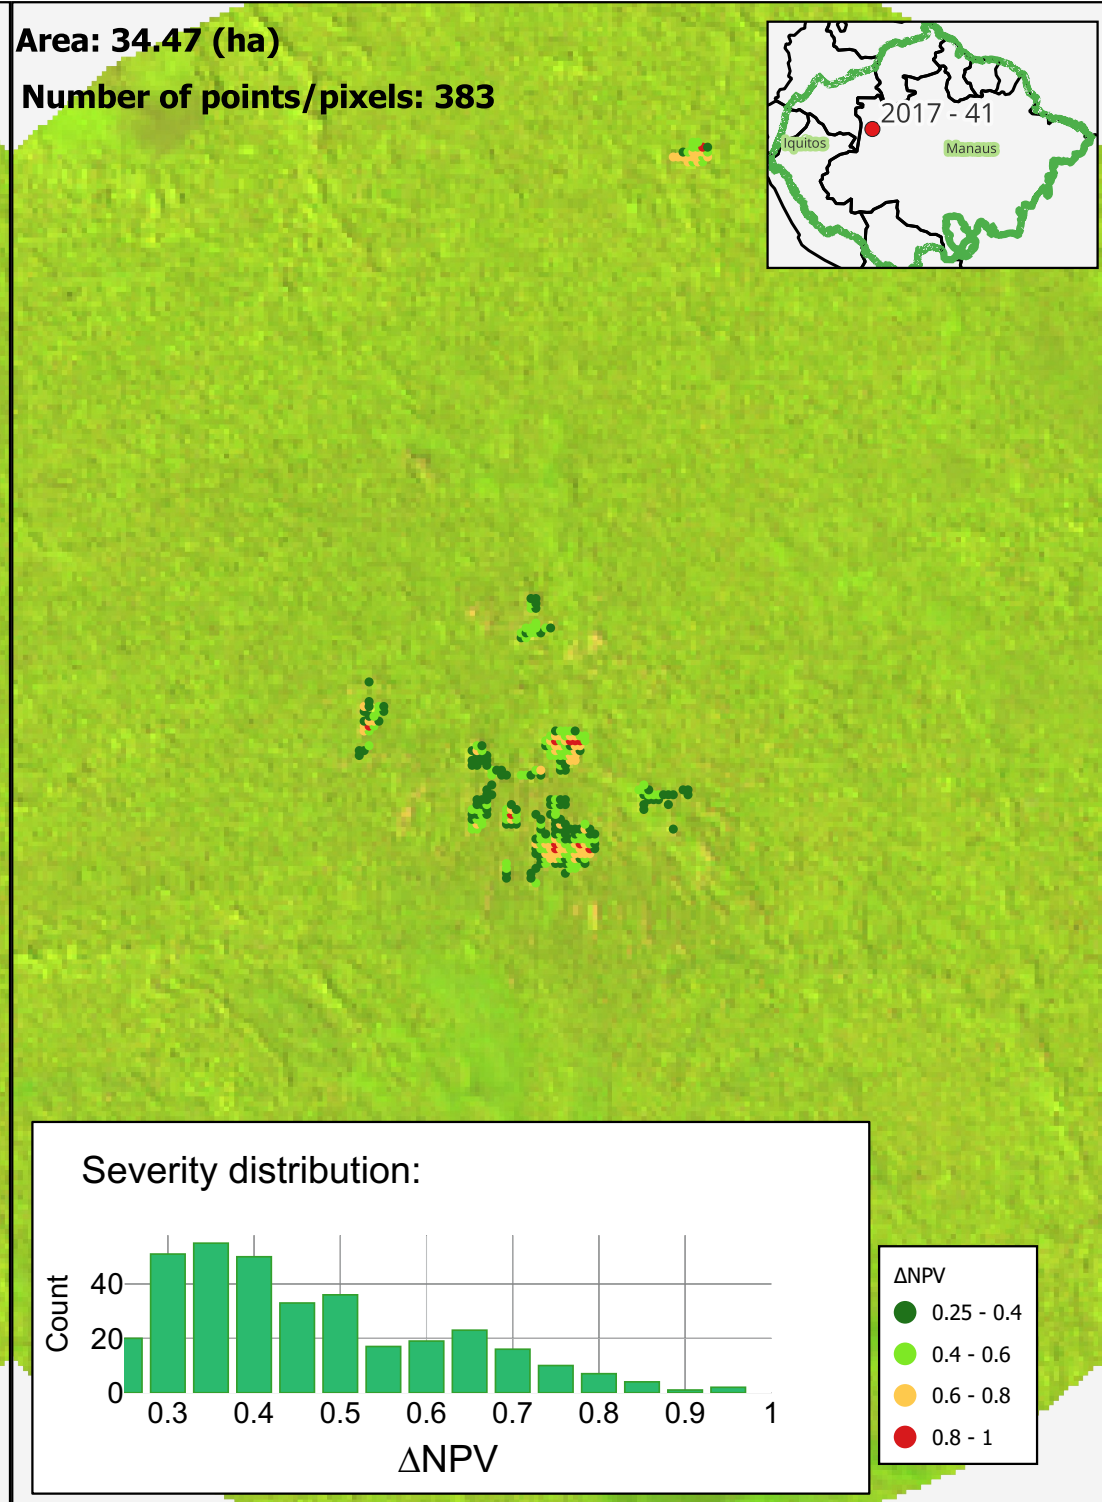 Area: 34.47 (ha)
Number of points/pixels: 383
2017 - 41
Iquitos
Manaus
Severity distribution:
Count
40
20
0
0.3 0.4 0.5 0.6 0.7 0.8 0.9 1
ΔNPV
ΔNPV
0.25 - 0.4
0.4 - 0.6
0.6 - 0.8
0.8 - 1